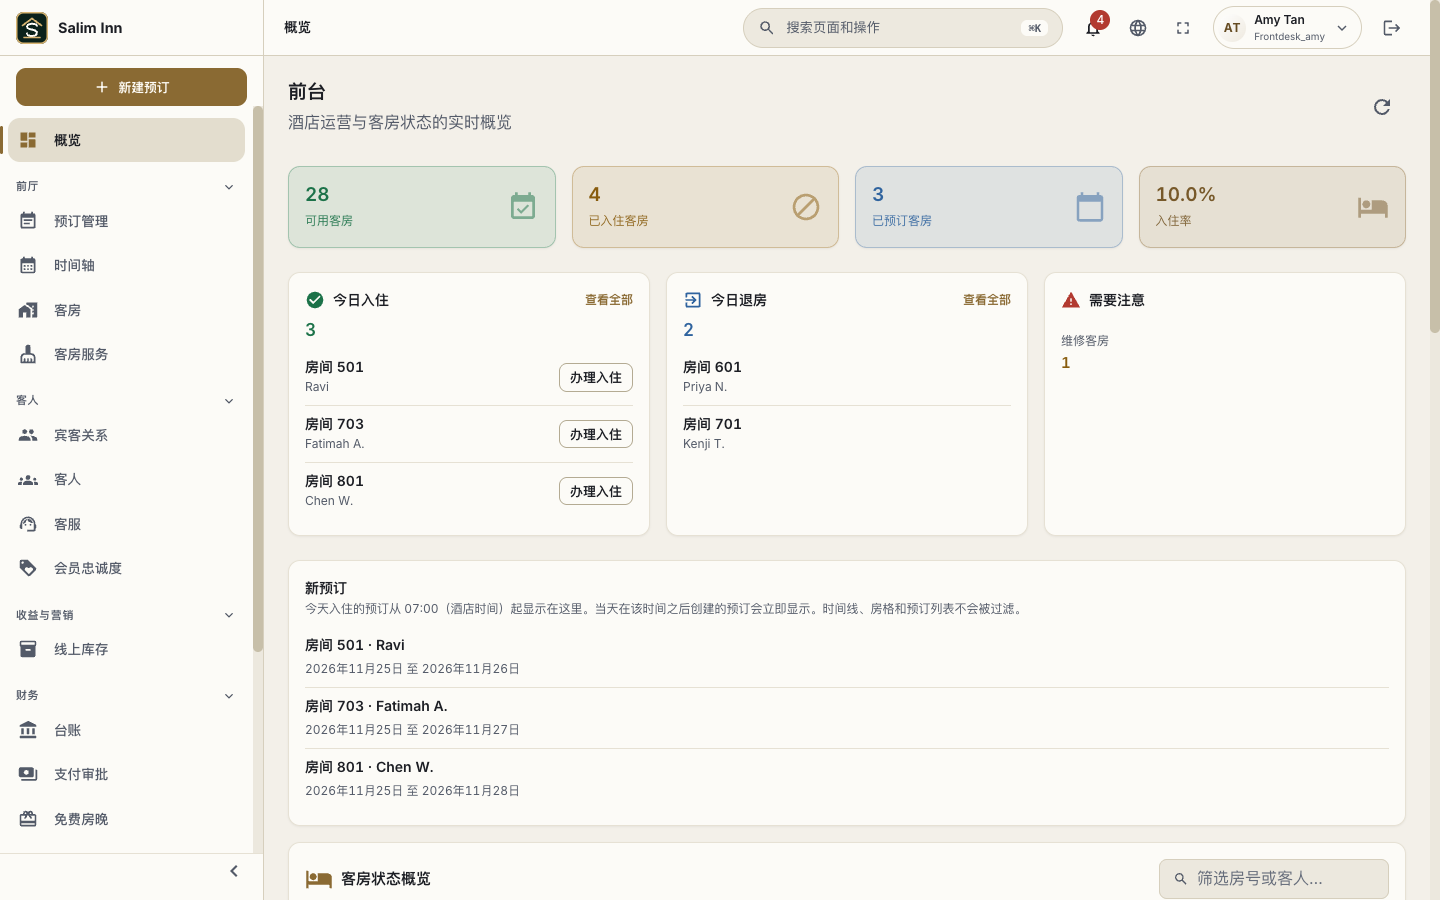 Salim Inn
概览
搜索页面和操作
⌘K
4
AT
Amy Tan
Frontdesk_amy
新建预订
概览
前厅
预订管理
时间轴
客房
客房服务
客人
宾客关系
客人
客服
会员忠诚度
收益与营销
线上库存
财务
台账
支付审批
免费房晚
前台
酒店运营与客房状态的实时概览
28
可用客房
4
已入住客房
3
已预订客房
10.0%
入住率
今日入住
查看全部
3
房间 501
Ravi
办理入住
房间 703
Fatimah A.
办理入住
房间 801
Chen W.
办理入住
今日退房
查看全部
2
房间 601
Priya N.
房间 701
Kenji T.
需要注意
维修客房
1
新预订
今天入住的预订从 07:00（酒店时间）起显示在这里。当天在该时间之后创建的预订会立即显示。时间线、房格和预订列表不会被过滤。
房间 501 · Ravi
2026年11月25日 至 2026年11月26日
房间 703 · Fatimah A.
2026年11月25日 至 2026年11月27日
房间 801 · Chen W.
2026年11月25日 至 2026年11月28日
客房状态概览
筛选房号或客人...